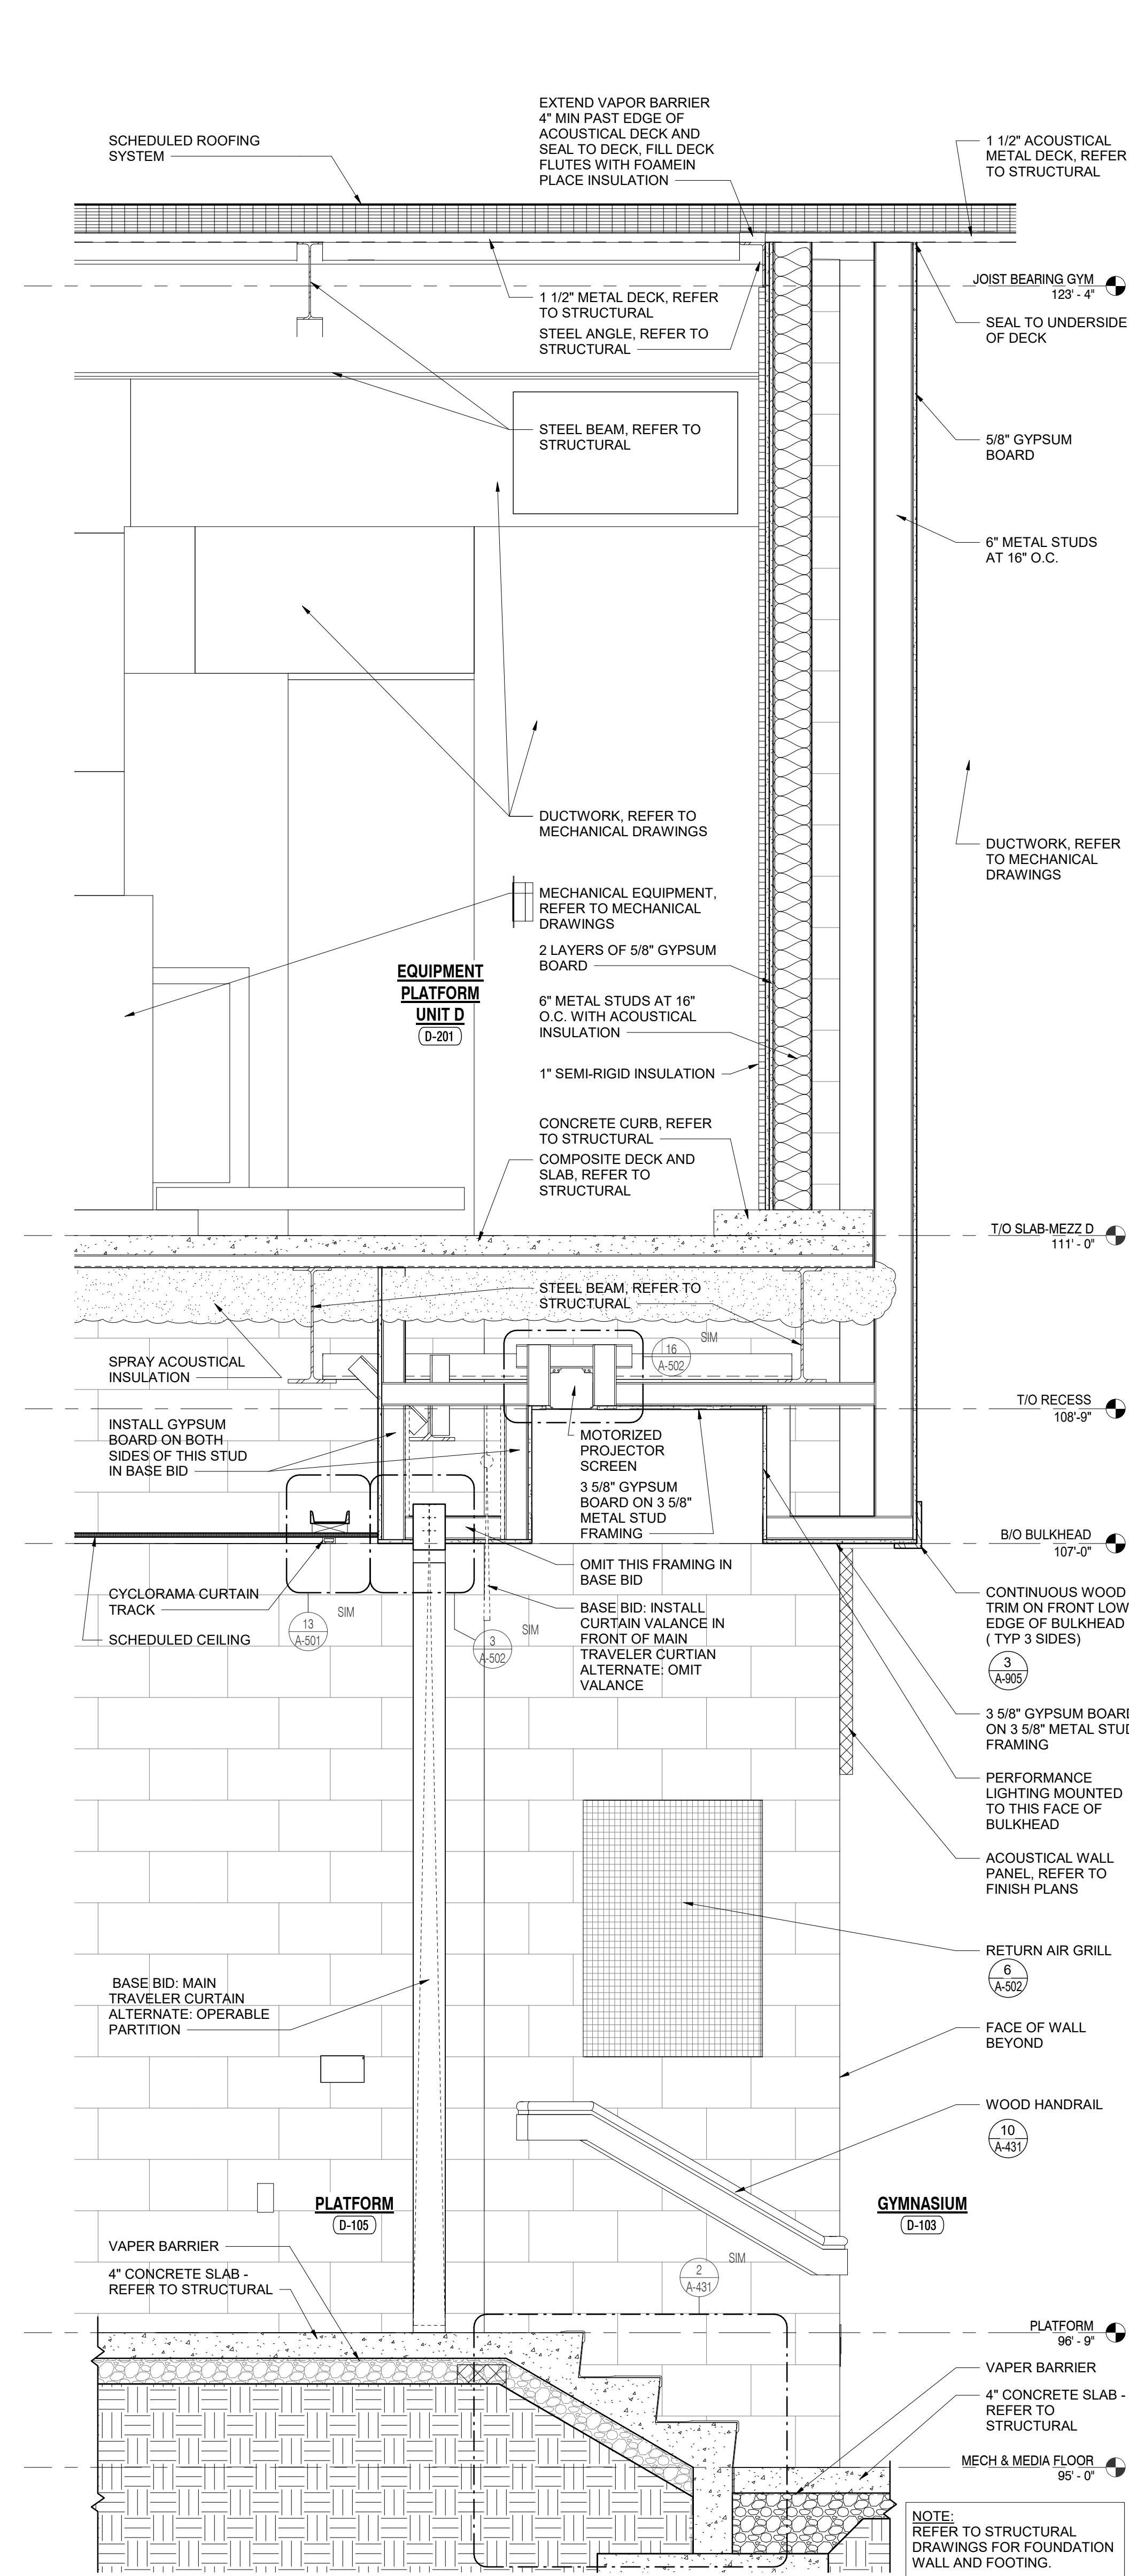 EXTEND VAPOR BARRIER
4" MIN PAST EDGE OF
ACOUSTICAL DECK AND
SEAL TO DECK, FILL DECK
FLUTES WITH FOAMEIN
PLACE INSULATION
SCHEDULED ROOFING
SYSTEM
1 1/2" ACOUSTICAL
METAL DECK, REFER
TO STRUCTURAL
JOIST BEARING GYM
123' - 4"
1 1/2" METAL DECK, REFER
TO STRUCTURAL
STEEL ANGLE, REFER TO
STRUCTURAL
SEAL TO UNDERSIDE
OF DECK
STEEL BEAM, REFER TO
STRUCTURAL
5/8" GYPSUM
BOARD
6" METAL STUDS
AT 16" O.C.
DUCTWORK, REFER TO
MECHANICAL DRAWINGS
DUCTWORK, REFER
TO MECHANICAL
DRAWINGS
MECHANICAL EQUIPMENT,
REFER TO MECHANICAL
DRAWINGS
2 LAYERS OF 5/8" GYPSUM
BOARD
EQUIPMENT
PLATFORM
UNIT D
D-201
6" METAL STUDS AT 16"
O.C. WITH ACOUSTICAL
INSULATION
1" SEMI-RIGID INSULATION
CONCRETE CURB, REFER
TO STRUCTURAL
COMPOSITE DECK AND
SLAB, REFER TO
STRUCTURAL
T/O SLAB-MEZZ D
111' - 0"
STEEL BEAM, REFER TO
STRUCTURAL
SIM
16
A-502
SPRAY ACOUSTICAL
INSULATION
T/O RECESS
108'-9"
INSTALL GYPSUM
BOARD ON BOTH
SIDES OF THIS STUD
IN BASE BID
MOTORIZED
PROJECTOR
SCREEN
3 5/8" GYPSUM
BOARD ON 3 5/8"
METAL STUD
FRAMING
B/O BULKHEAD
107'-0"
OMIT THIS FRAMING IN
BASE BID
CYCLORAMA CURTAIN
TRACK
SCHEDULED CEILING
SIM
13
A-501
SIM
3
A-502
BASE BID: INSTALL
CURTAIN VALANCE IN
FRONT OF MAIN
TRAVELER CURTIAN
ALTERNATE: OMIT
VALANCE
CONTINUOUS WOOD
TRIM ON FRONT LOW
EDGE OF BULKHEAD
( TYP 3 SIDES)
3
A-905
3 5/8" GYPSUM BOARD
ON 3 5/8" METAL STUD
FRAMING
PERFORMANCE
LIGHTING MOUNTED
TO THIS FACE OF
BULKHEAD
ACOUSTICAL WALL
PANEL, REFER TO
FINISH PLANS
RETURN AIR GRILL
6
A-502
BASE BID: MAIN
TRAVELER CURTAIN
ALTERNATE: OPERABLE
PARTITION
FACE OF WALL
BEYOND
WOOD HANDRAIL
10
A-431
PLATFORM
D-105
GYMNASIUM
D-103
VAPER BARRIER
4" CONCRETE SLAB -
REFER TO STRUCTURAL
SIM
2
A-431
PLATFORM
96' - 9"
VAPER BARRIER
4" CONCRETE SLAB -
REFER TO
STRUCTURAL
MECH & MEDIA FLOOR
95' - 0"
NOTE:
REFER TO STRUCTURAL
DRAWINGS FOR FOUNDATION
WALL AND FOOTING.